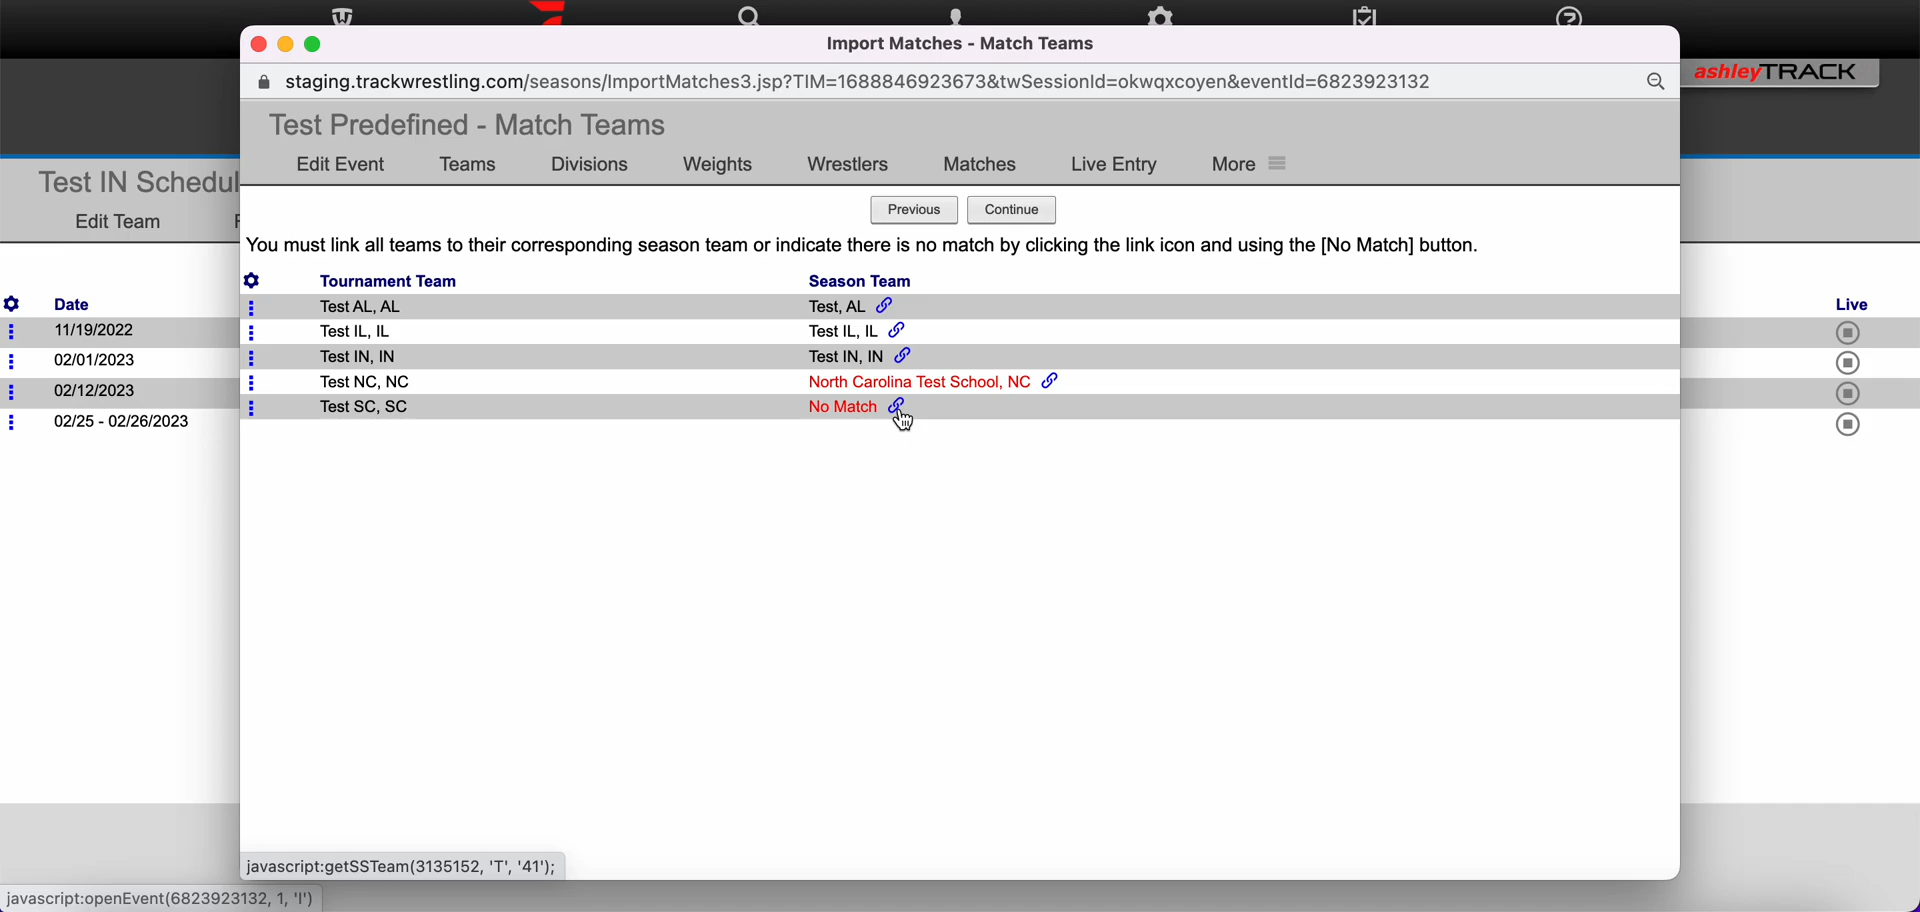 Import Matches - Match Teams
staging.trackwrestling.com/seasons/ImportMatches3.jsp?TIM=1688846923673&twSessionId=okwqxcoyen&eventId=6823923132
ashleyTRACK
Test Predefined - Match Teams
Edit Event Teams Divisions Weights Wrestlers Matches Live Entry More
Test IN Schedul
Edit Team
Previous Continue
You must link all teams to their corresponding season team or indicate there is no match by clicking the link icon and using the [No Match] button.
Tournament Team Season Team
Test AL, AL Test, AL
Test IL, IL Test IL, IL
Test IN, IN Test IN, IN
Test NC, NC North Carolina Test School, NC
Test SC, SC No Match
Date Live
11/19/2022
02/01/2023
02/12/2023
02/25 - 02/26/2023
javascript:getSSTeam(3135152, 'T', '41');
javascript:openEvent(6823923132, 1, 'I')